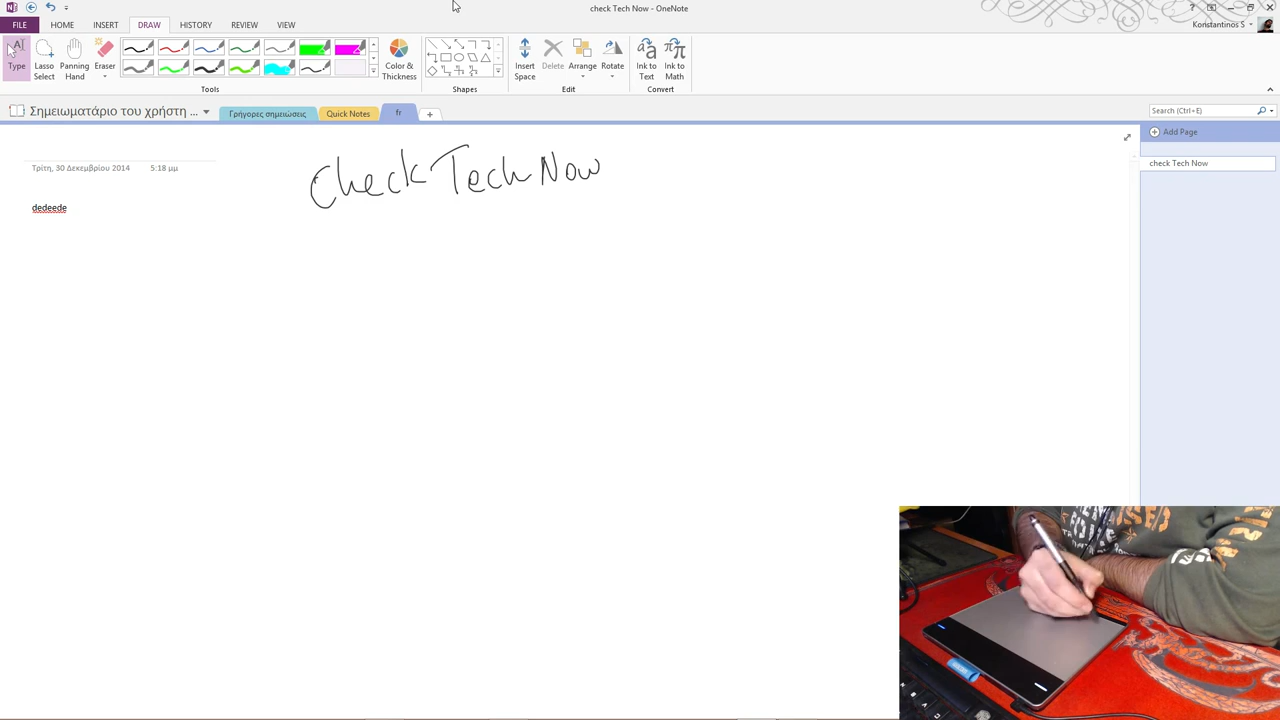 check Tech Now - OneNote
FILE HOME INSERT DRAW HISTORY REVIEW VIEW
Konstantinos S
Type
Lasso Select
Panning Hand
Eraser
Color & Thickness
Insert Space
Delete
Arrange
Rotate
Ink to Text
Ink to Math
Tools
Shapes
Edit
Convert
Σημειωματάριο του χρήστη ...
Γρήγορες σημειώσεις
Quick Notes
fr
Search (Ctrl+E)
Add Page
check Tech Now
Τρίτη, 30 Δεκεμβρίου 2014 5:18 μμ
Check Tech Now
dedeede